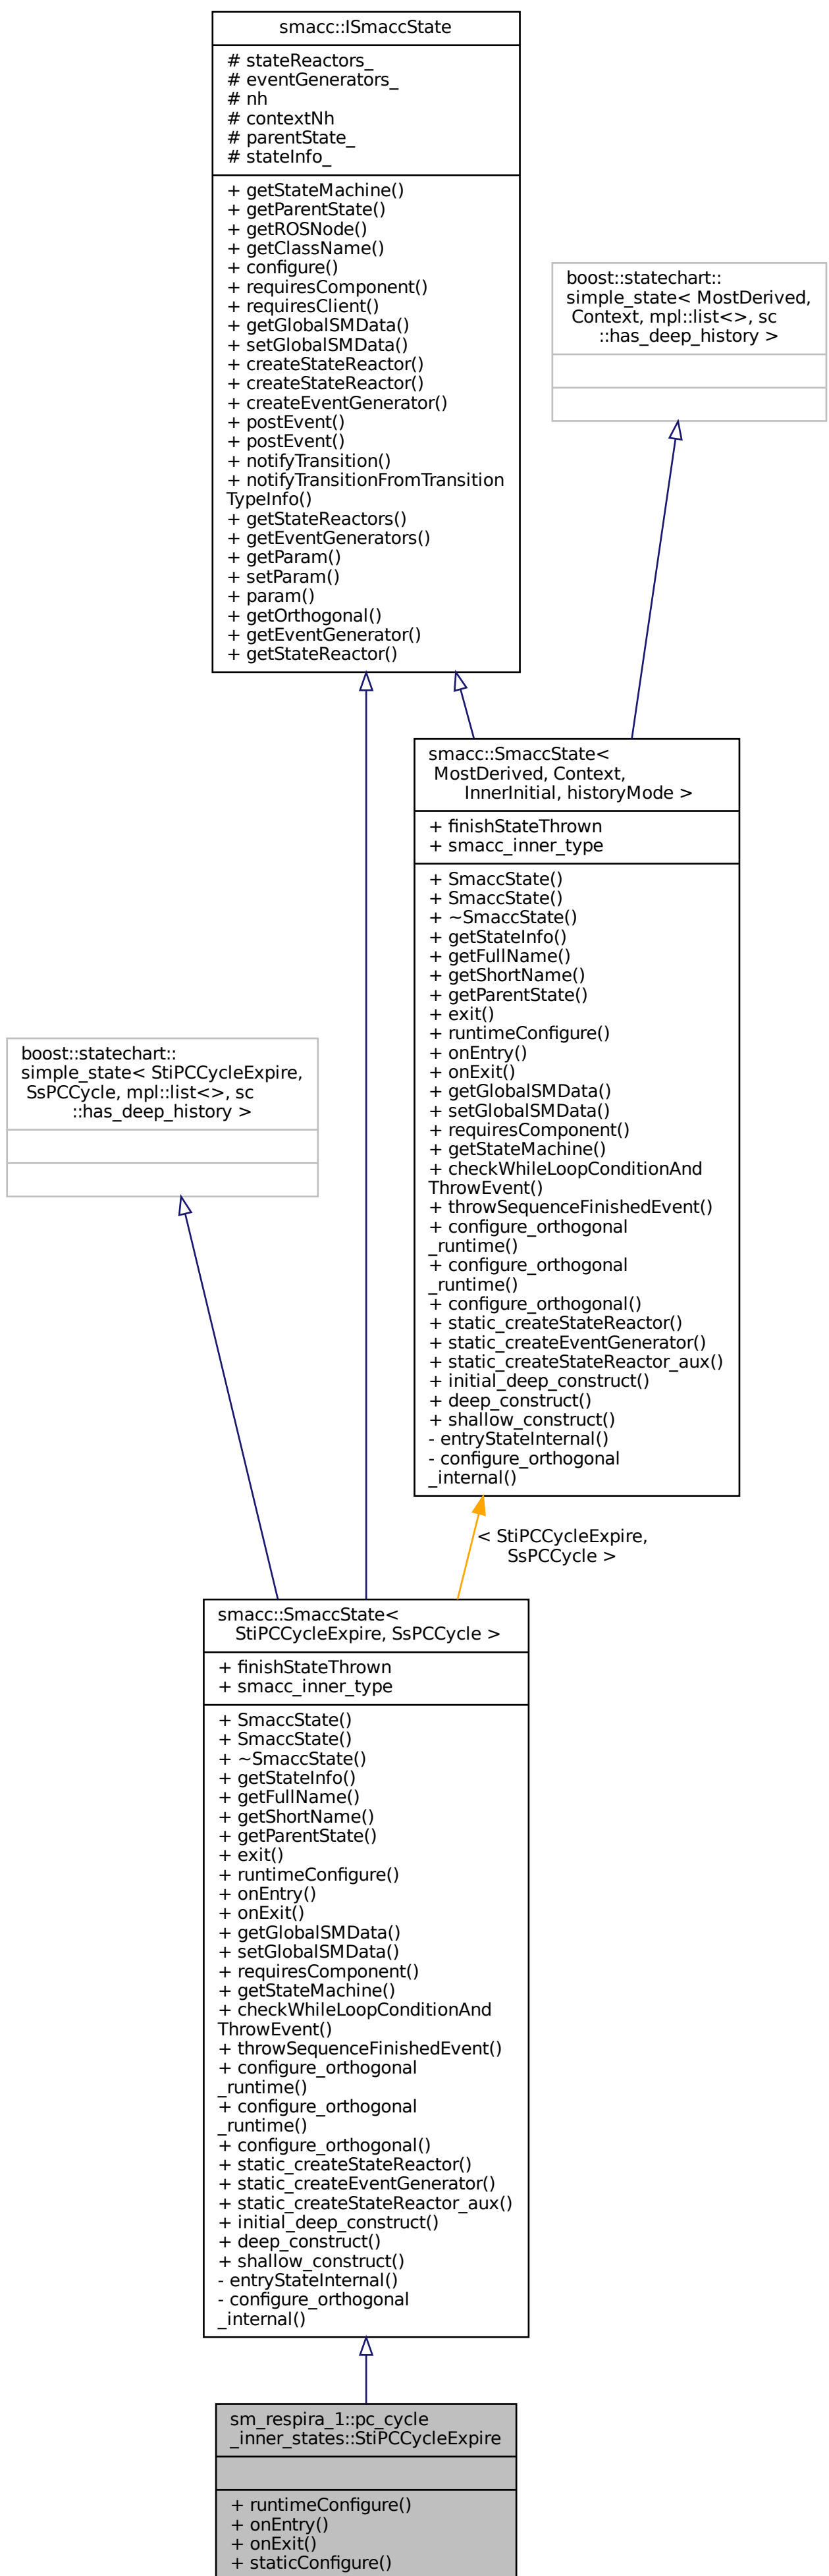 smacc::ISmaccState
# stateReactors_
# eventGenerators_
# nh
# contextNh
# parentState_
# stateInfo_
+ getStateMachine()
+ getParentState()
+ getROSNode()
+ getClassName()
+ configure()
+ requiresComponent()
+ requiresClient()
+ getGlobalSMData()
+ setGlobalSMData()
+ createStateReactor()
+ createStateReactor()
+ createEventGenerator()
+ postEvent()
+ postEvent()
+ notifyTransition()
+ notifyTransitionFromTransition
TypeInfo()
+ getStateReactors()
+ getEventGenerators()
+ getParam()
+ setParam()
+ param()
+ getOrthogonal()
+ getEventGenerator()
+ getStateReactor()
boost::statechart::
simple_state< MostDerived,
Context, mpl::list<>, sc
::has_deep_history >
smacc::SmaccState<
MostDerived, Context,
InnerInitial, historyMode >
+ finishStateThrown
+ smacc_inner_type
+ SmaccState()
+ SmaccState()
+ ~SmaccState()
+ getStateInfo()
+ getFullName()
+ getShortName()
+ getParentState()
+ exit()
+ runtimeConfigure()
+ onEntry()
+ onExit()
+ getGlobalSMData()
+ setGlobalSMData()
+ requiresComponent()
+ getStateMachine()
+ checkWhileLoopConditionAnd
ThrowEvent()
+ throwSequenceFinishedEvent()
+ configure_orthogonal
_runtime()
+ configure_orthogonal
_runtime()
+ configure_orthogonal()
+ static_createStateReactor()
+ static_createEventGenerator()
+ static_createStateReactor_aux()
+ initial_deep_construct()
+ deep_construct()
+ shallow_construct()
- entryStateInternal()
- configure_orthogonal
_internal()
boost::statechart::
simple_state< StiPCCycleExpire,
SsPCCycle, mpl::list<>, sc
::has_deep_history >
< StiPCCycleExpire,
SsPCCycle >
smacc::SmaccState<
StiPCCycleExpire, SsPCCycle >
+ finishStateThrown
+ smacc_inner_type
+ SmaccState()
+ SmaccState()
+ ~SmaccState()
+ getStateInfo()
+ getFullName()
+ getShortName()
+ getParentState()
+ exit()
+ runtimeConfigure()
+ onEntry()
+ onExit()
+ getGlobalSMData()
+ setGlobalSMData()
+ requiresComponent()
+ getStateMachine()
+ checkWhileLoopConditionAnd
ThrowEvent()
+ throwSequenceFinishedEvent()
+ configure_orthogonal
_runtime()
+ configure_orthogonal
_runtime()
+ configure_orthogonal()
+ static_createStateReactor()
+ static_createEventGenerator()
+ static_createStateReactor_aux()
+ initial_deep_construct()
+ deep_construct()
+ shallow_construct()
- entryStateInternal()
- configure_orthogonal
_internal()
sm_respira_1::pc_cycle
_inner_states::StiPCCycleExpire
+ runtimeConfigure()
+ onEntry()
+ onExit()
+ staticConfigure()